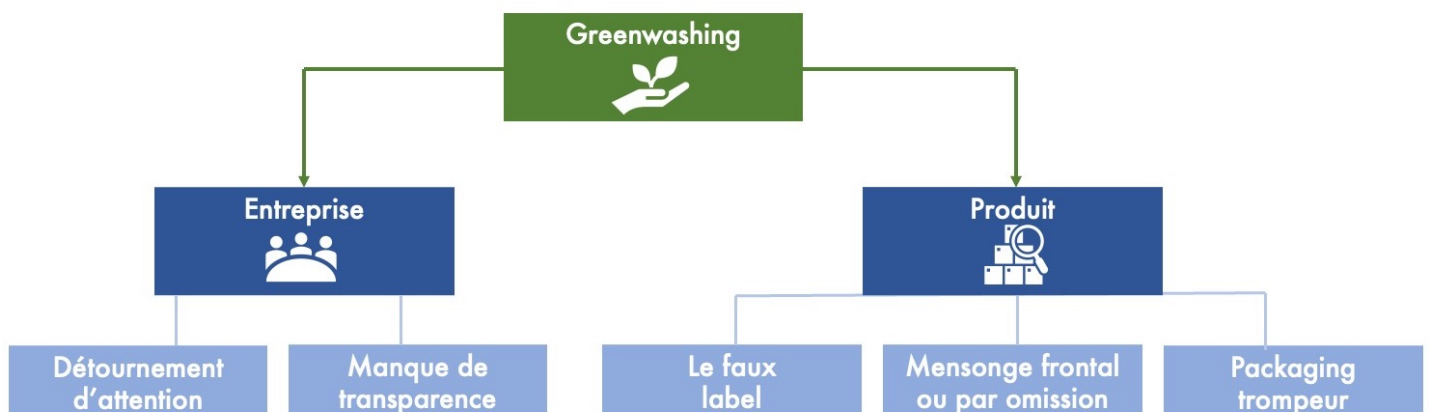 Greenwashing
Entreprise
Produit
Détournement
d'attention
Manque de
transparence
Le faux
label
Mensonge frontal
ou par omission
Packaging
trompeur